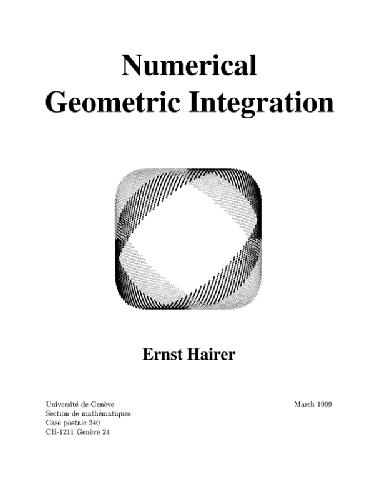 Numerical
Geometric Integration
Ernst Hairer
Université de Genève
March 1999
Section de mathématiques
Case postale 240
CH-1211 Genève 24